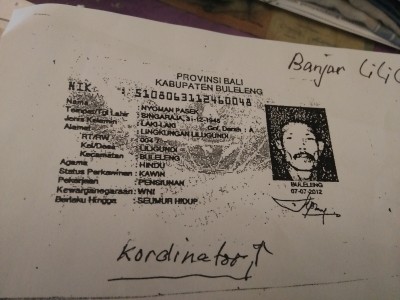 Banjar LiliG
PROVINSI BALI
KABUPATEN BULELENG
NIK : 5108063112460048
Nama : NYOMAN PASEK
Tempat/Tgl Lahir : SINGARAJA, 31-12-1946
Jenis Kelamin : LAKI-LAKI Gol. Darah : A
Alamat : LINGKUNGAN LILIGUNDI
RT/RW : 004
Kel/Desa : LILIGUNDI
Kecamatan : BULELENG
Agama : HINDU
Status Perkawinan : KAWIN
Pekerjaan : PENSIUNAN
Kewarganegaraan : WNI
Berlaku Hingga : SEUMUR HIDUP
BULELENG
07-07-2012
Kordinator